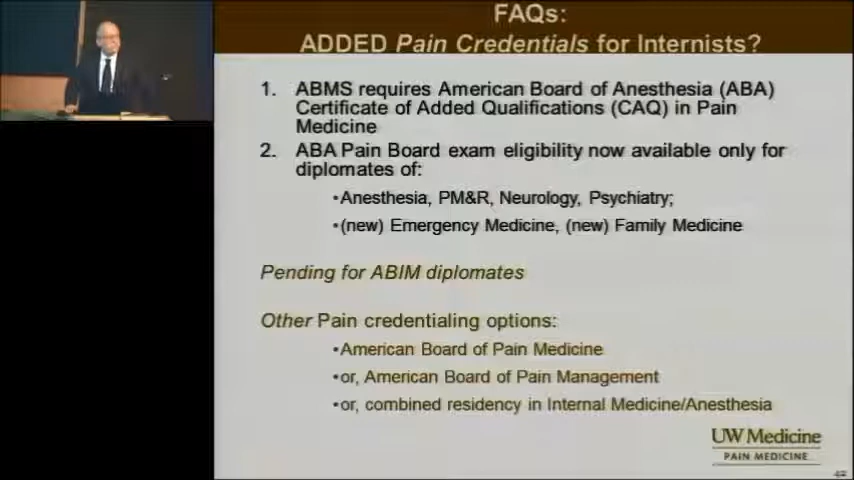 FAQs:
ADDED Pain Credentials for Internists?
1. ABMS requires American Board of Anesthesia (ABA)
Certificate of Added Qualifications (CAQ) in Pain
Medicine
2. ABA Pain Board exam eligibility now available only for
diplomates of:
•Anesthesia, PM&R, Neurology, Psychiatry;
•(new) Emergency Medicine, (new) Family Medicine
Pending for ABIM diplomates
Other Pain credentialing options:
•American Board of Pain Medicine
•or, American Board of Pain Management
•or, combined residency in Internal Medicine/Anesthesia
UW Medicine
PAIN MEDICINE